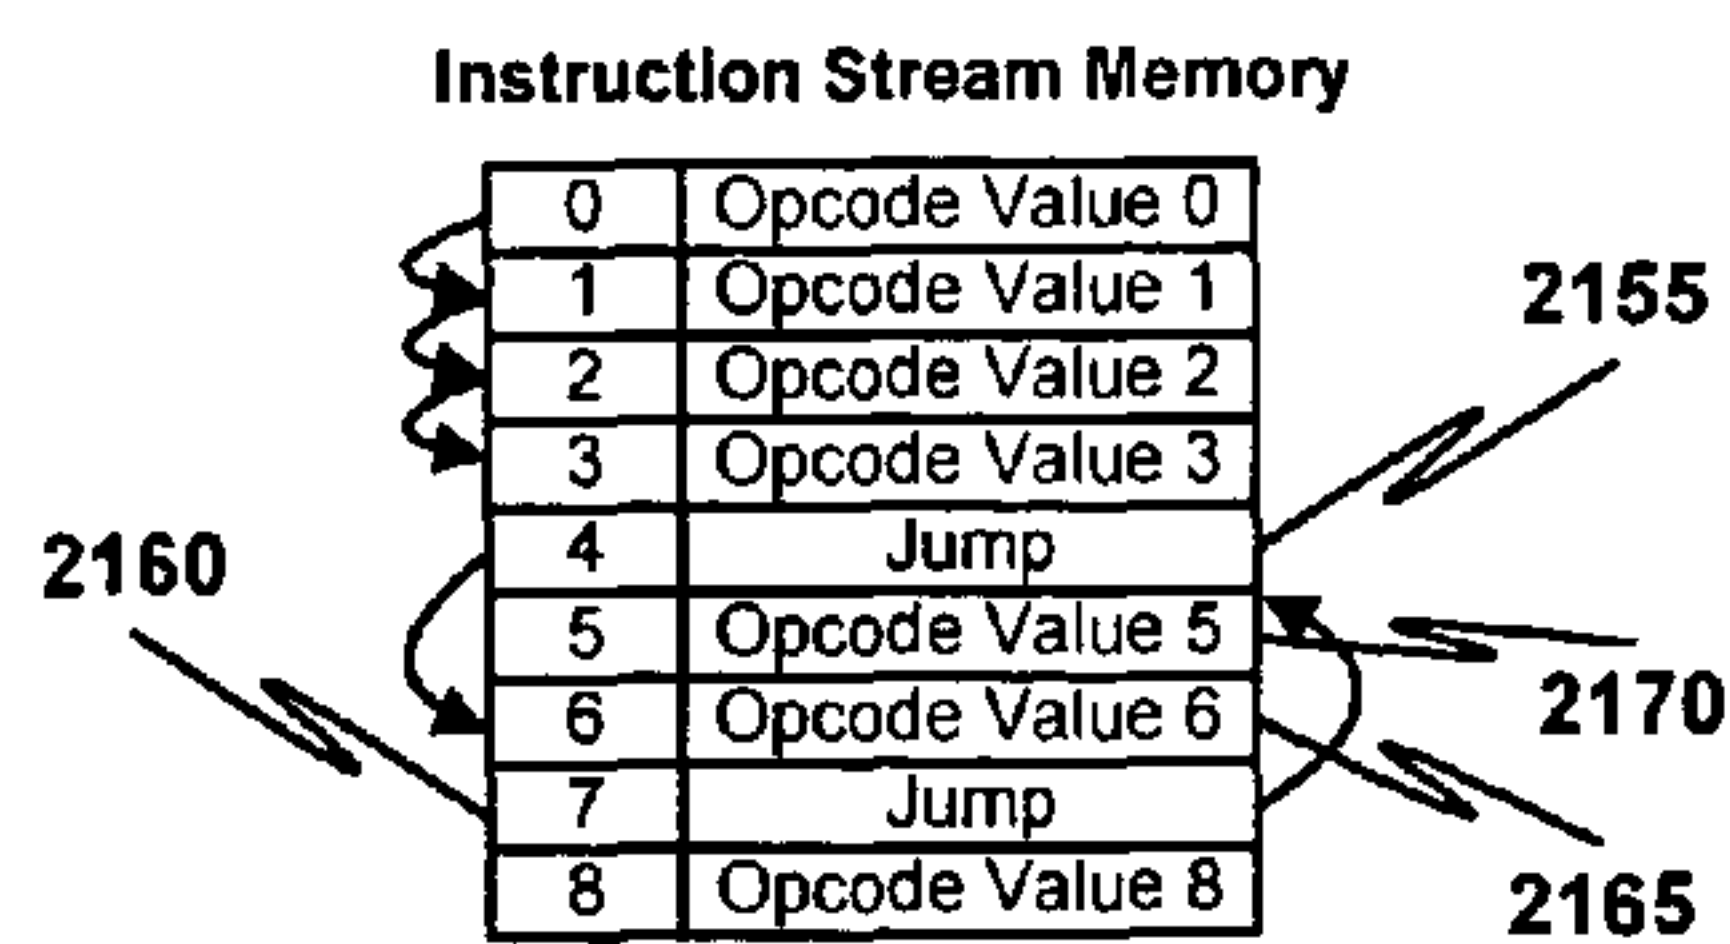 Instruction Stream Memory
0 Opcode Value 0
1 Opcode Value 1
2155
2 Opcode Value 2
3 Opcode Value 3
4 Jump
2160
5 Opcode Value 5
2170
6 Opcode Value 6
7 Jump
8 Opcode Value 8
2165